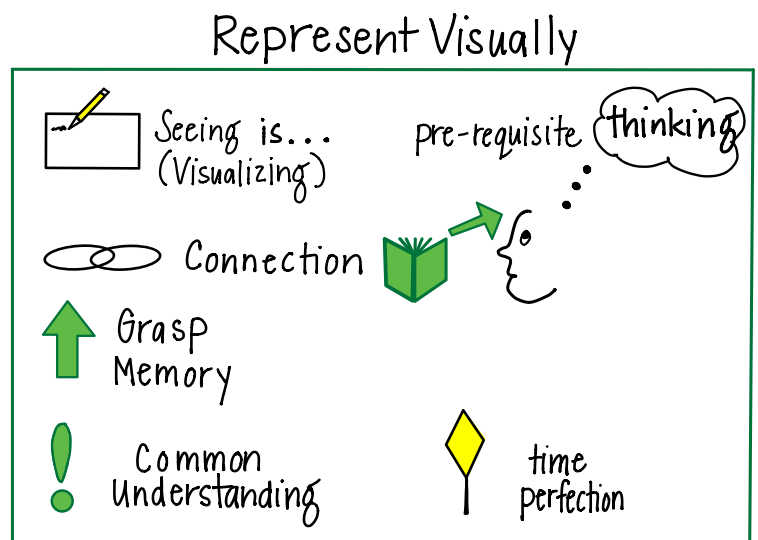 Represent Visually
Seeing is...
(Visualizing)
pre-requisite
thinking
Connection
Grasp
Memory
Common
Understanding
time
perfection